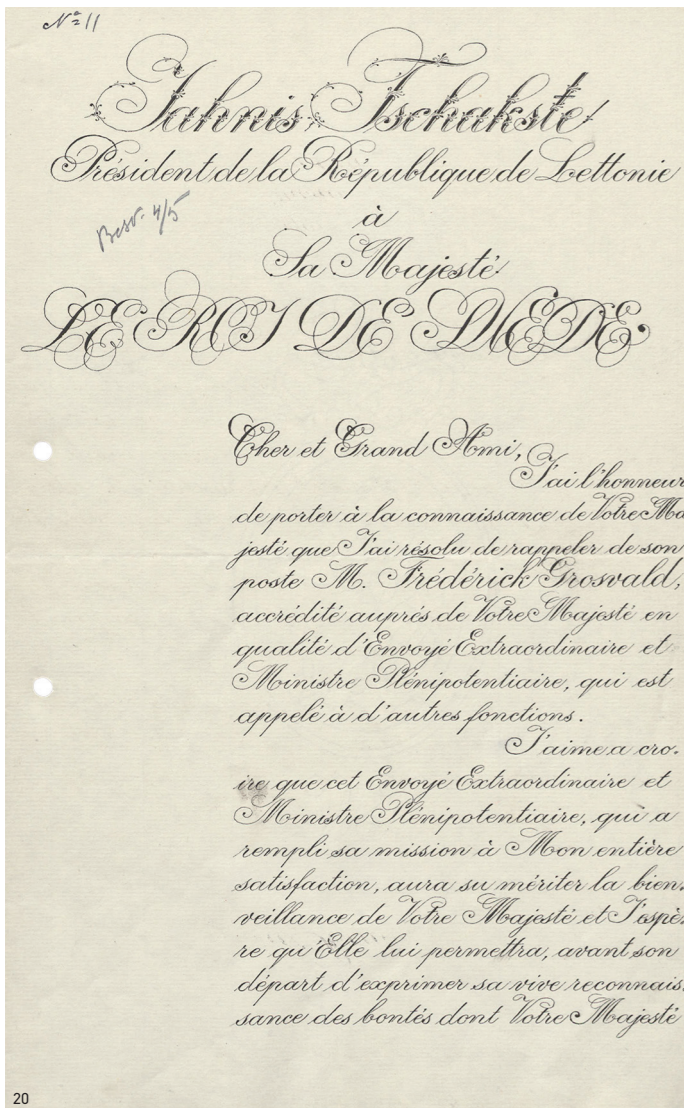 Nº 11
Jahnis Tschakste
Président de la République de Lettonie
Besv. 4/5
à
Sa Majesté
LE ROI DE SUEDE.
Cher et Grand Ami,
J'ai l'honneur
de porter à la connaissance de Votre Ma
jesté que J'ai résolu de rappeler de son
poste M. Frédérick Grosvald,
accrédité auprés de Votre Majesté en
qualité d'Envoyé Extraordinaire et
Ministre Plénipotentiaire, qui est
appelé à d'autres fonctions.
J'aime a cro-
ire que cet Envoyé Extraordinaire et
Ministre Plénipotentiaire, qui a
rempli sa mission à Mon entière
satisfaction, aura su mériter la bien-
veillance de Votre Majesté et J'espè-
re qu'Elle lui permettra, avant son
départ d'exprimer sa vive reconnais-
sance des bontés dont Votre Majesté
20